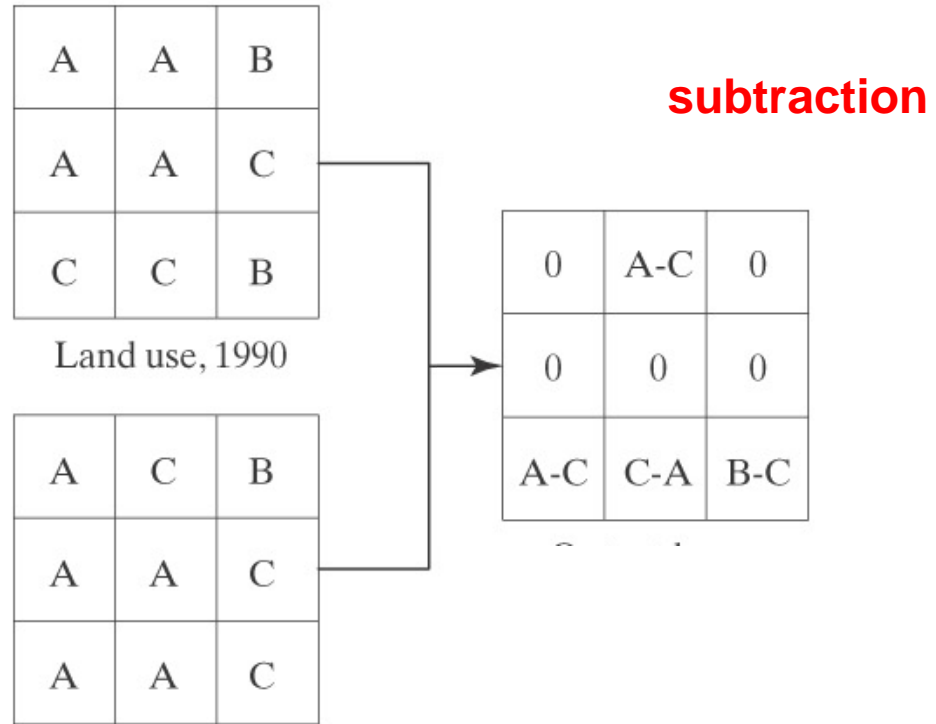 A A B
subtraction
A A C
C C B
Land use, 1990
0 A-C 0
0 0 0
A-C C-A B-C
A C B
A A C
A A C